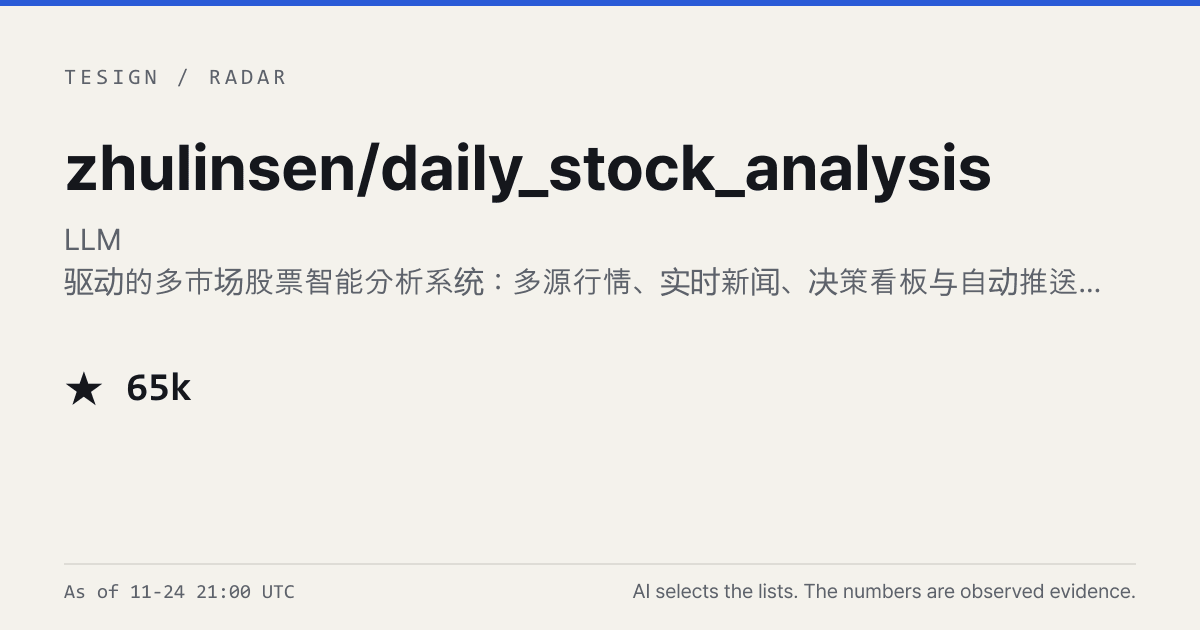 TESIGN / RADAR
zhulinsen/daily_stock_analysis
LLM
驱动的多市场股票智能分析系统：多源行情、实时新闻、决策看板与自动推送…
★ 65k
As of 11-24 21:00 UTC
AI selects the lists. The numbers are observed evidence.